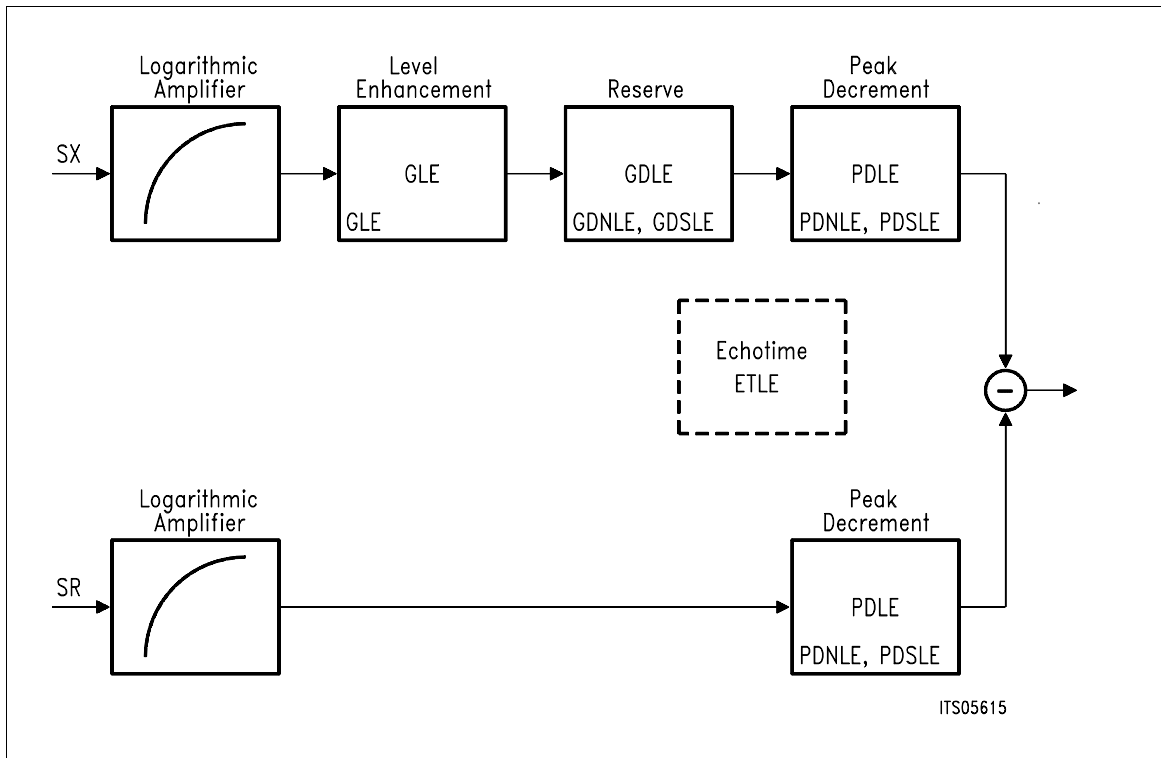 Logarithmic
Amplifier
Level
Enhancement
Reserve
Peak
Decrement
SX
GLE
GLE
GDLE
GDNLE, GDSLE
PDLE
PDNLE, PDSLE
Echotime
ETLE
−
Logarithmic
Amplifier
Peak
Decrement
SR
PDLE
PDNLE, PDSLE
ITS05615